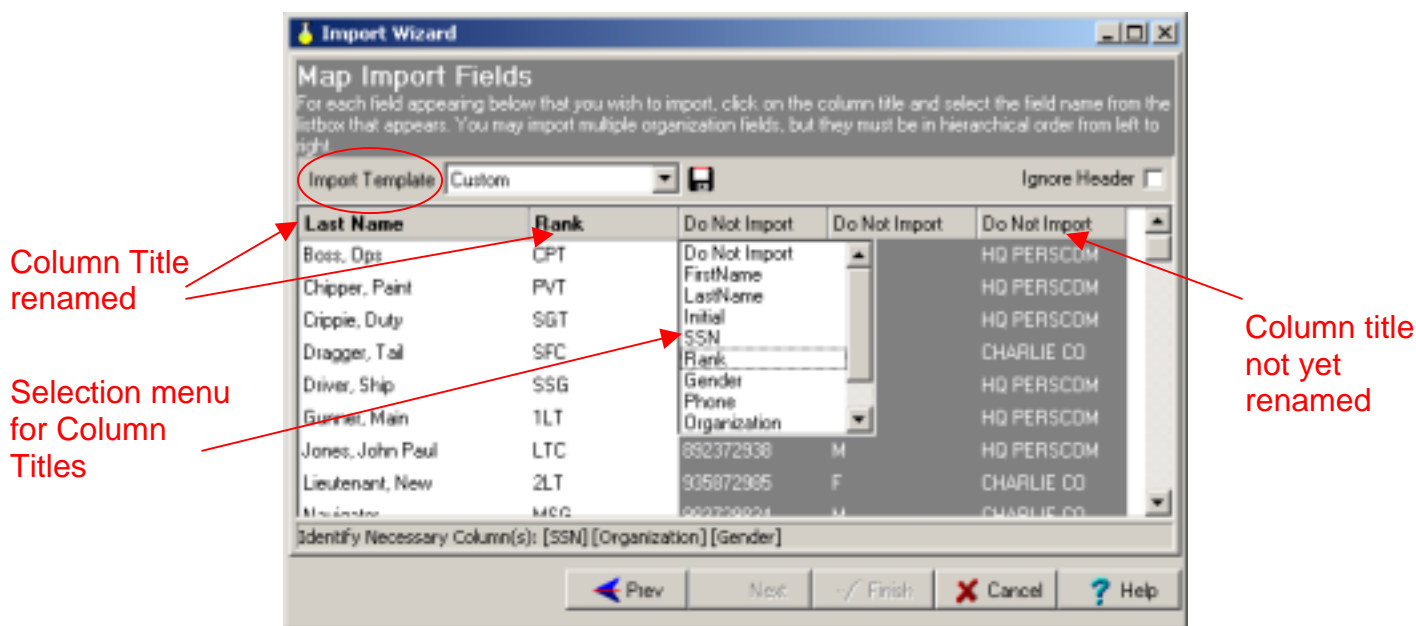 Import Wizard
Map Import Fields
For each field appearing below that you wish to import, click on the column title and select the field name from the
listbox that appears. You may import multiple organization fields, but they must be in hierarchical order from left to
right.
Import Template Custom Ignore Header
Last Name Rank Do Not Import Do Not Import Do Not Import
Boss, Ops CPT Do Not Import HQ PERSCOM
FirstName
Chipper, Paint PVT LastName HQ PERSCOM
Crippie, Duty SGT Initial HQ PERSCOM
SSN
Dragger, Tail SFC Rank CHARLIE CO
Driver, Ship SSG Gender HQ PERSCOM
Phone
Gunner, Main 1LT Organization HQ PERSCOM
Jones, John Paul LTC 892372938 M HQ PERSCOM
Lieutenant, New 2LT 935872985 F CHARLIE CO
Navigator MSG M CHARLIE CO
Identify Necessary Column(s): [SSN] [Organization] [Gender]
Prev Next Finish Cancel Help
Column Title
renamed
Selection menu
for Column
Titles
Column title
not yet
renamed